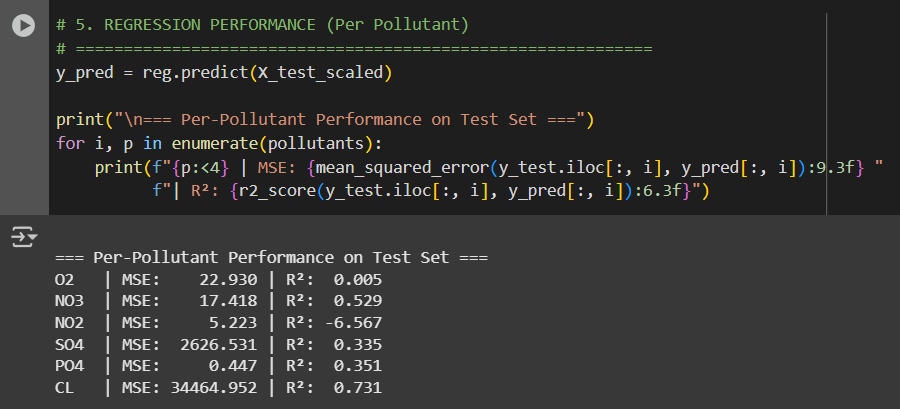 # 5. REGRESSION PERFORMANCE (Per Pollutant)
# ============================================================
y_pred = reg.predict(X_test_scaled)
print("\n=== Per-Pollutant Performance on Test Set ===")
for i, p in enumerate(pollutants):
    print(f"{p:<4} | MSE: {mean_squared_error(y_test.iloc[:, i], y_pred[:, i]):9.3f} "
          f"| R²: {r2_score(y_test.iloc[:, i], y_pred[:, i]):6.3f}")
=== Per-Pollutant Performance on Test Set ===
O2   | MSE:    22.930 | R²:  0.005
NO3  | MSE:    17.418 | R²:  0.529
NO2  | MSE:     5.223 | R²: -6.567
SO4  | MSE:  2626.531 | R²:  0.335
PO4  | MSE:     0.447 | R²:  0.351
CL   | MSE: 34464.952 | R²:  0.731